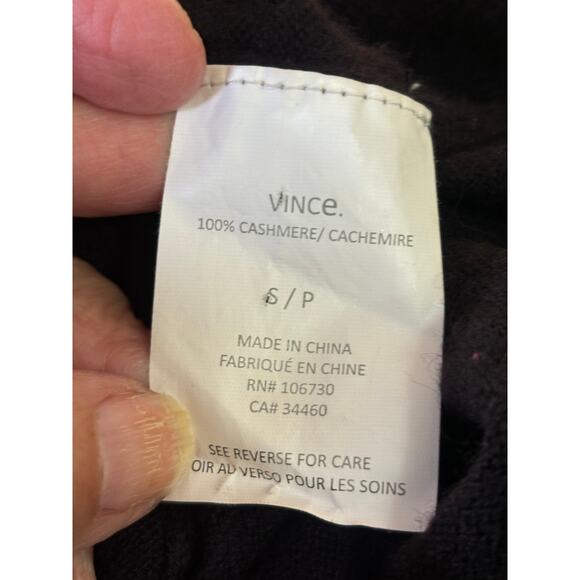 VINCe.
100% CASHMERE/ CACHEMIRE
S / P
MADE IN CHINA
FABRIQUÉ EN CHINE
RN# 106730
CA# 34460
SEE REVERSE FOR CARE
OIR AU VERSO POUR LES SOINS